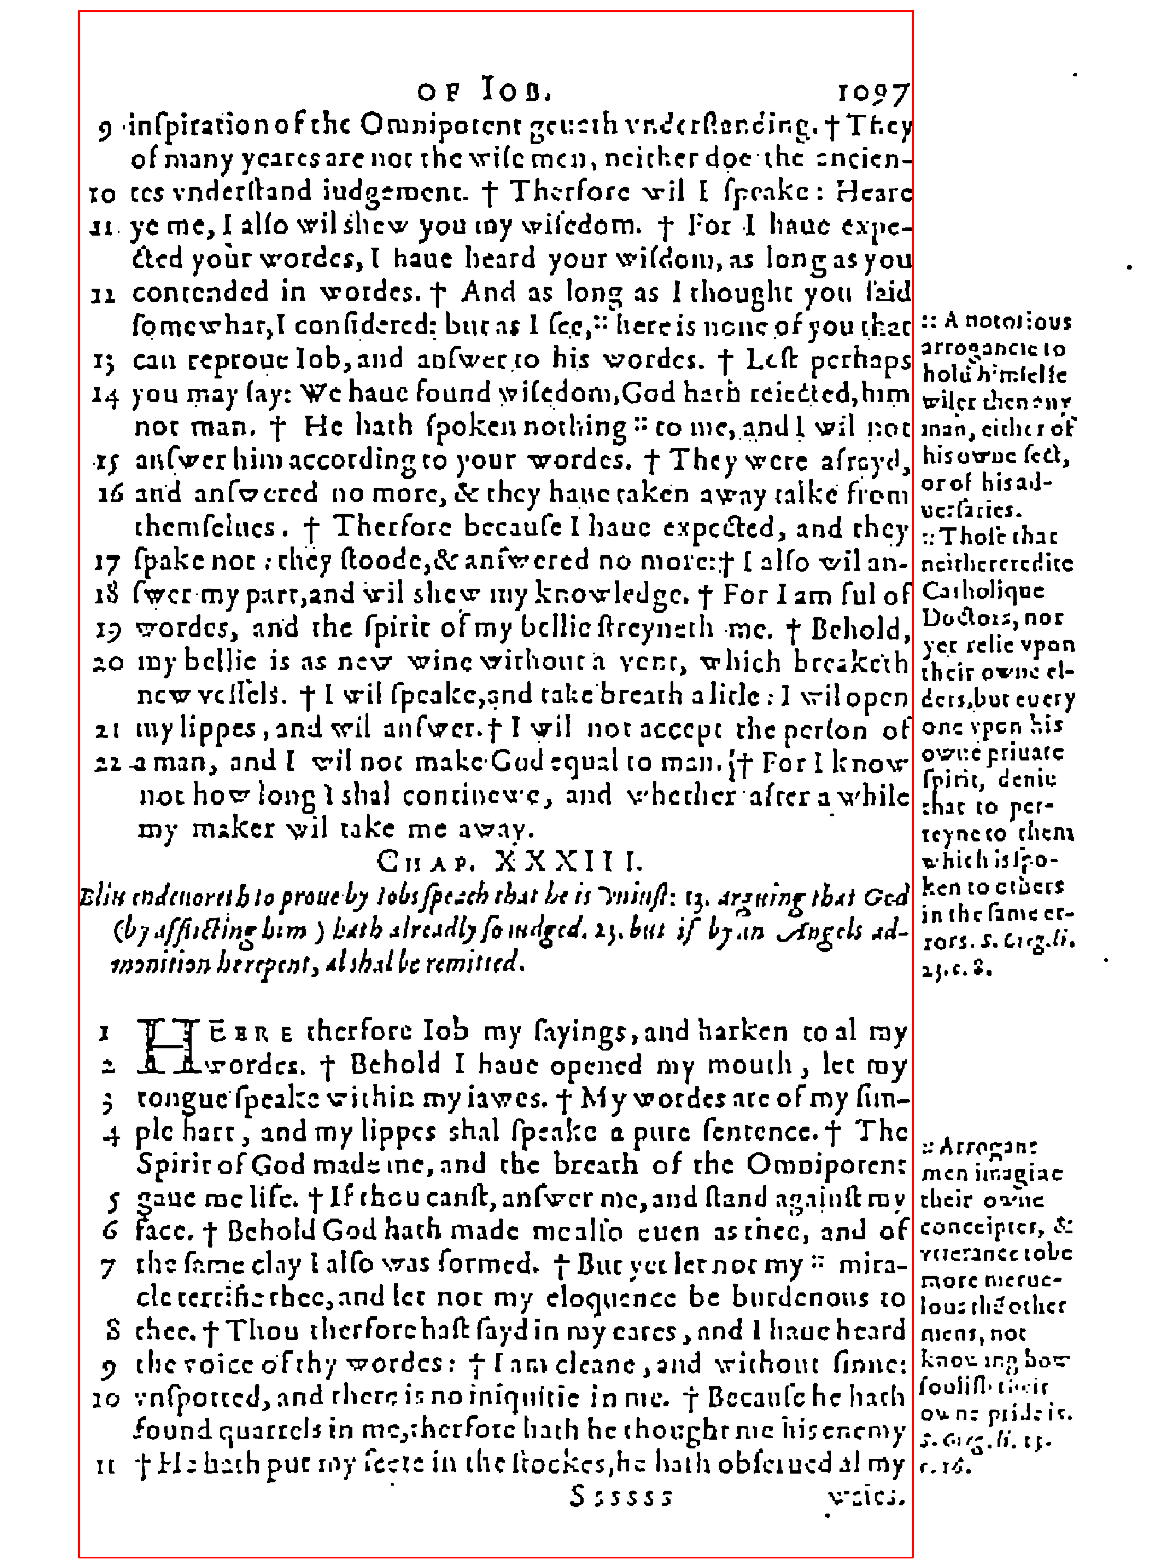 OF IOB. 1097
9 inſpiration of the Omnipotent geueth vnderſtanding. † They
of many yeares are not the wiſe men, neither doe the ancien-
10 tes vnderſtand iudgement. † Therfore wil I ſpeake: Heare
11 ye me, I alſo wil shew you my wiſedom. † For I haue expe-
cted your wordes, I haue heard your wiſdom, as long as you
12 contended in wordes. † And as long as I thought you ſaid
ſomewhat, I conſidered: but as I ſee, :: here is none of you that
13 can reproue Iob, and anſwer to his wordes. † Leſt perhaps
14 you may ſay: We haue found wiſedom, God hath reiected, him
not man. † He hath ſpoken nothing :: to me, and I wil not
15 anſwer him according to your wordes. † They were afrayd,
16 and anſwered no more, & they haue taken away talke from
themſelues. † Therfore becauſe I haue expected, and they
17 ſpake not: they ſtoode, & anſwered no more: † I alſo wil an-
18 ſwer my part, and wil shew my knowledge. † For I am ful of
19 wordes, and the ſpirit of my bellie ſtreyneth me. † Behold,
20 my bellie is as new wine without a vent, which breaketh
new veſſels. † I wil ſpeake, and take breath a litle: I wil open
21 my lippes, and wil anſwer. † I wil not accept the perſon of
22 a man, and I wil not make God equal to man. † For I know
not how long I shal continewe, and whether after a while
my maker wil take me away.
CHAP. XXXIII.
Eliu endeuoreth to proue by Iobs ſpeach that he is vniuſt: 13. arguing that God
(by afflicting him) hath already ſo iudged. 23. but if by an Angels ad-
monition he repent, al shal be remitted.
1 HEERE therfore Iob my ſayings, and harken to al my
2 wordes. † Behold I haue opened my mouth, let my
3 tongue ſpeake within my iawes. † My wordes are of my ſim-
4 ple hart, and my lippes shal ſpeake a pure ſentence. † The
Spirit of God made me, and the breath of the Omnipotent
5 gaue me life. † If thou canſt, anſwer me, and ſtand againſt my
6 face. † Behold God hath made me alſo euen as thee, and of
7 the ſame clay I alſo was formed. † But yet let not my :: mira-
cle terrifie thee, and let not my eloquence be burdenous to
8 thee. † Thou therfore haſt ſayd in my eares, and I haue heard
9 the voice of thy wordes: † I am cleane, and without ſinne:
10 vnſpotted, and there is no iniquitie in me. † Becauſe he hath
found quarrels in me, therfore hath he thought me his enemy
11 † He hath put my feete in the ſtockes, he hath obſerued al my
Sſſſſſ waies.
:: A notorious
arrogancie to
hold himſelfe
wiſer then any
man, either of
his owne ſect,
or of his ad-
uerſaries.
:: Thoſe that
neither credite
Catholique
Doctors, nor
yet relie vpon
their owne el-
ders, but euery
one vpon his
owne priuate
ſpirit, denie
that to per-
teyne to them
which is ſpo-
ken to others
in the ſame er-
rors. S. Greg. li.
23. c. 8.
:: Arrogant
men imagine
their owne
conceiptes, &
vtterance to be
more merue-
lous thē other
mens, not
knowing how
fooliſh their
owne pride is.
S. Greg. li. 23.
c. 16.